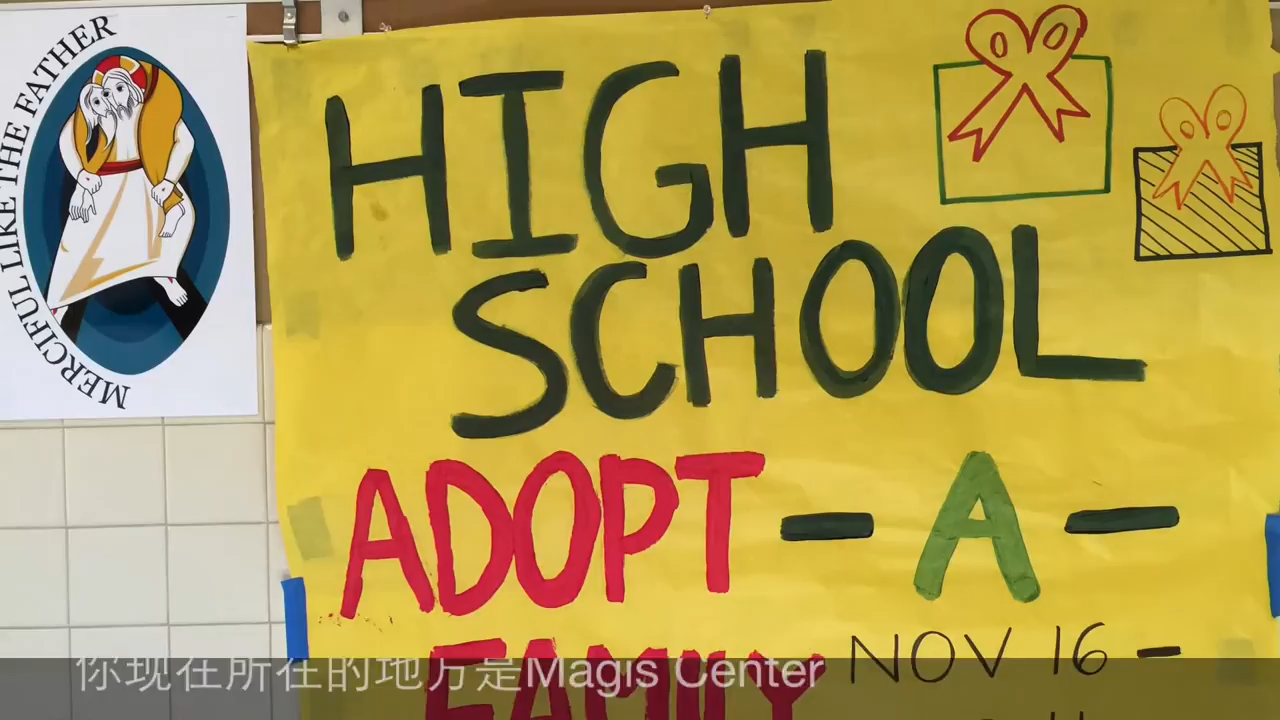 MERCIFUL LIKE THE FATHER
HIGH
SCHOOL
ADOPT-A-
FAMILY
NOV 16 -
你现在所在的地方是Magis Center